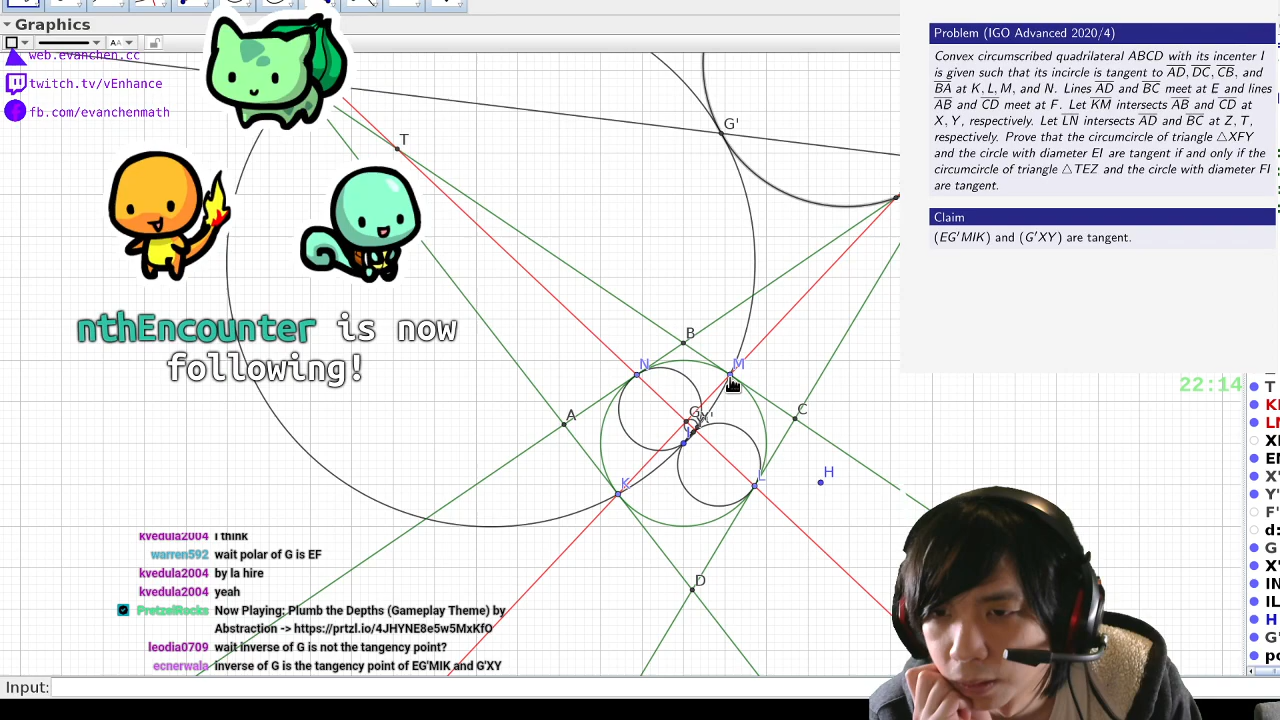 Graphics
web.evanchen.cc
twitch.tv/vEnhance
fb.com/evanchenmath
nthEncounter is now
following!
Problem (IGO Advanced 2020/4)
Convex circumscribed quadrilateral ABCD with its incenter I
is given such that its incircle is tangent to AD, DC, CB, and
BA at K, L, M, and N. Lines AD and BC meet at E and lines
AB and CD meet at F. Let KM intersects AB and CD at
X, Y, respectively. Let LN intersects AD and BC at Z, T,
respectively. Prove that the circumcircle of triangle △XFY
and the circle with diameter EI are tangent if and only if the
circumcircle of triangle △TEZ and the circle with diameter FI
are tangent.
Claim
(EG′MIK) and (G′XY) are tangent.
T
G'
B
N
M
A
G
X'
C
I
K
L
H
D
22:14
T
KI
LN
XI
EN
X'
Y'
F'
d:
G
X'
IN
IL
H
G'
po
kvedula2004 i think
warren592 wait polar of G is EF
kvedula2004 by la hire
kvedula2004 yeah
PretzelRocks Now Playing: Plumb the Depths (Gameplay Theme) by
Abstraction -> https://prtzl.io/4JHYNE8e5w5MxKfO
leodia0709 wait inverse of G is not the tangency point?
ecnerwala inverse of G is the tangency point of EG'MIK and G'XY
Input: